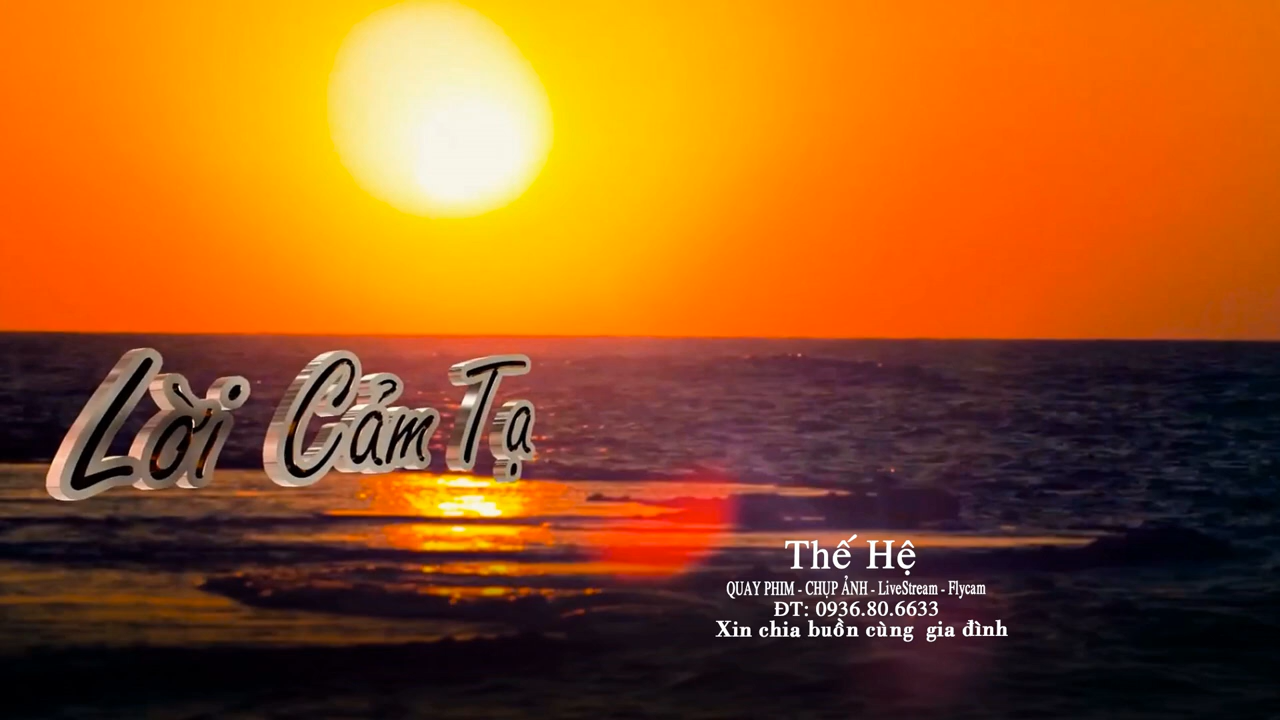 Lời Cảm Tạ
Thế Hệ
QUAY PHIM - CHỤP ẢNH - LiveStream - Flycam
ĐT: 0936.80.6633
Xin chia buồn cùng gia đình